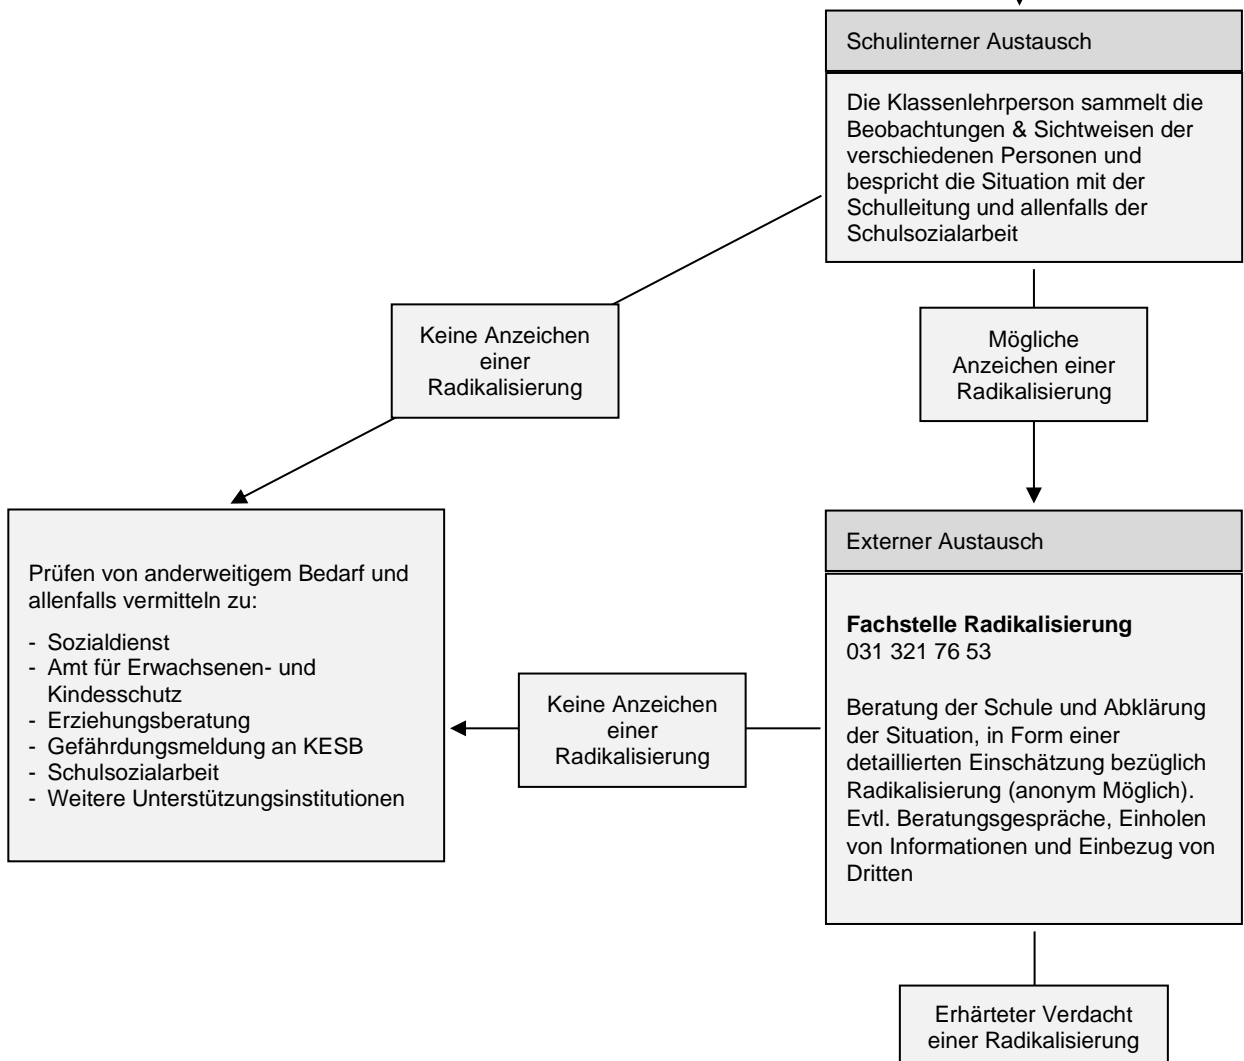 Schulinterner Austausch
Die Klassenlehrperson sammelt die
Beobachtungen & Sichtweisen der
verschiedenen Personen und
bespricht die Situation mit der
Schulleitung und allenfalls der
Schulsozialarbeit
Keine Anzeichen
einer
Radikalisierung
Mögliche
Anzeichen einer
Radikalisierung
Prüfen von anderweitigem Bedarf und
allenfalls vermitteln zu:
- Sozialdienst
- Amt für Erwachsenen- und
Kindesschutz
- Erziehungsberatung
- Gefährdungsmeldung an KESB
- Schulsozialarbeit
- Weitere Unterstützungsinstitutionen
Keine Anzeichen
einer
Radikalisierung
Externer Austausch
Fachstelle Radikalisierung
031 321 76 53
Beratung der Schule und Abklärung
der Situation, in Form einer
detaillierten Einschätzung bezüglich
Radikalisierung (anonym Möglich).
Evtl. Beratungsgespräche, Einholen
von Informationen und Einbezug von
Dritten
Erhärteter Verdacht
einer Radikalisierung